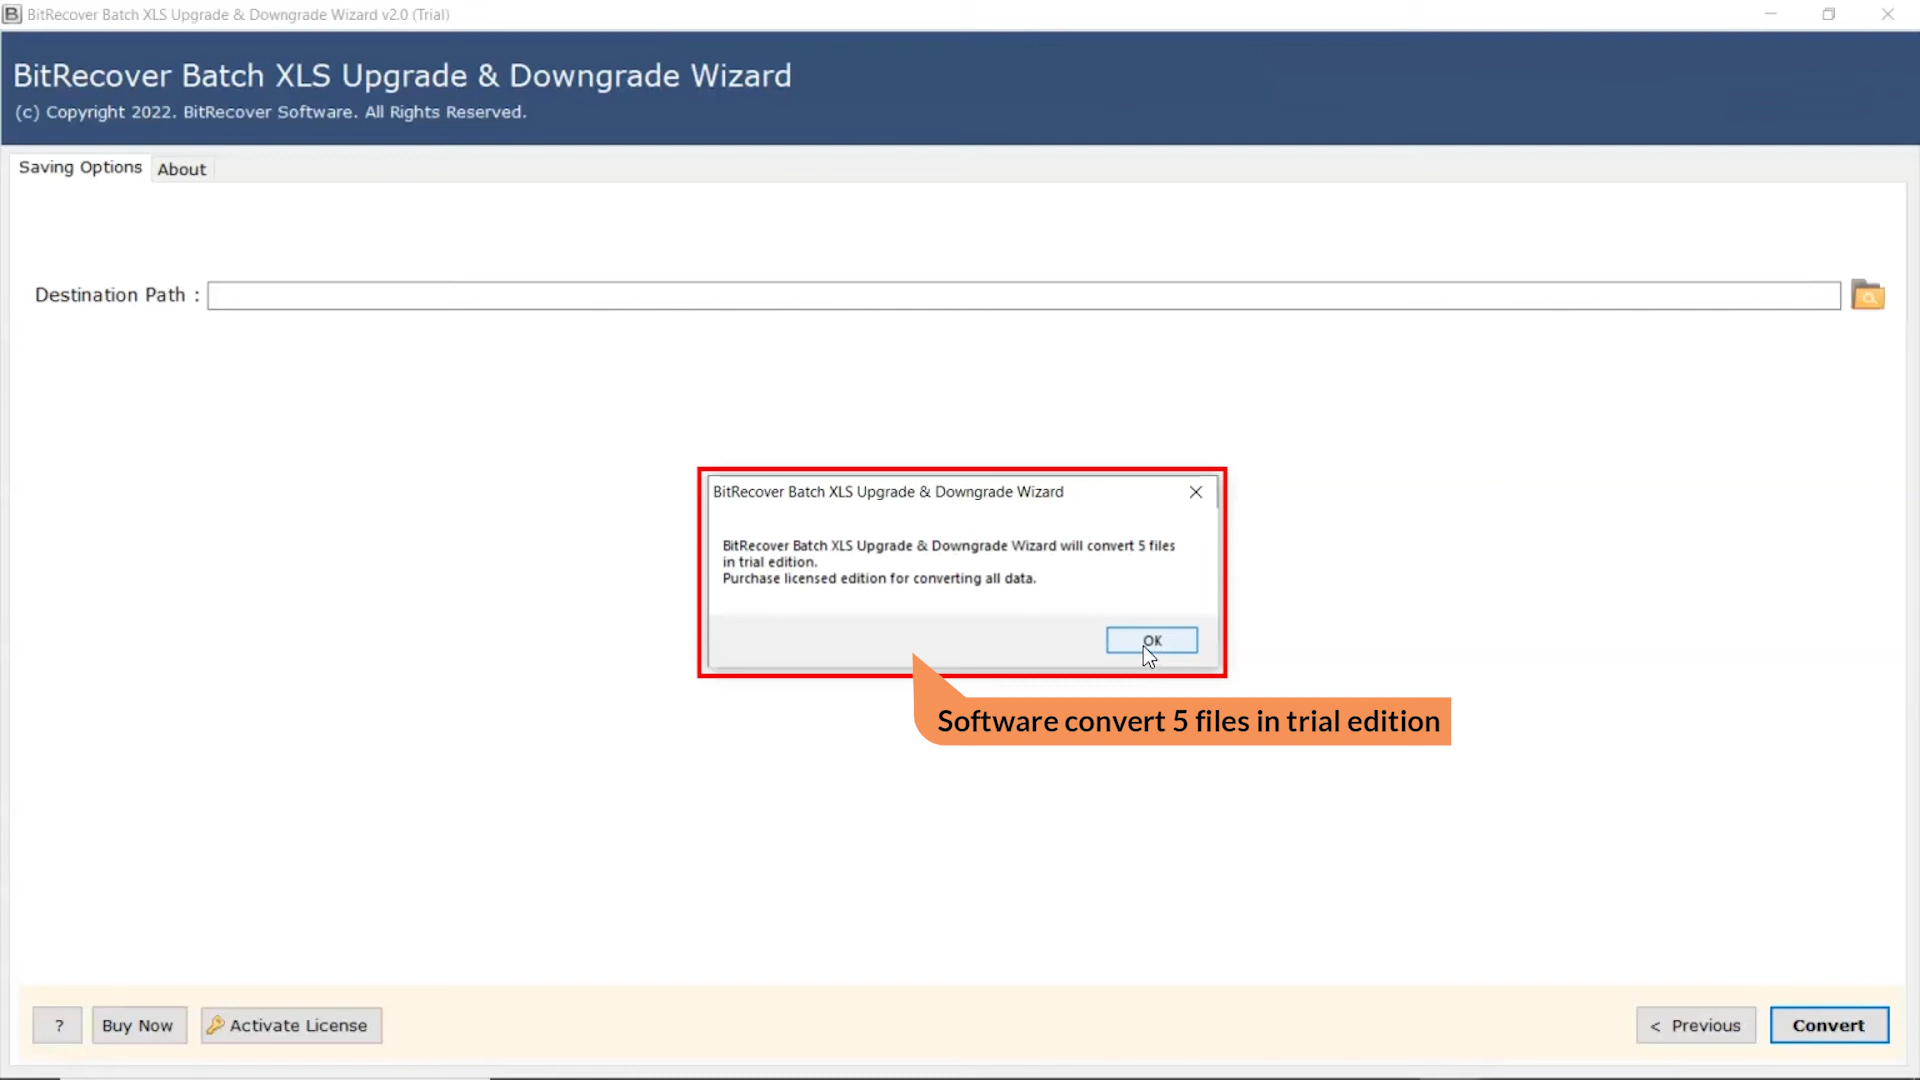 BitRecover Batch XLS Upgrade & Downgrade Wizard v2.0 (Trial)
BitRecover Batch XLS Upgrade & Downgrade Wizard
(c) Copyright 2022. BitRecover Software. All Rights Reserved.
Saving Options
About
Destination Path :
BitRecover Batch XLS Upgrade & Downgrade Wizard
BitRecover Batch XLS Upgrade & Downgrade Wizard will convert 5 files
in trial edition.
Purchase licensed edition for converting all data.
OK
Software convert 5 files in trial edition
?
Buy Now
Activate License
< Previous
Convert